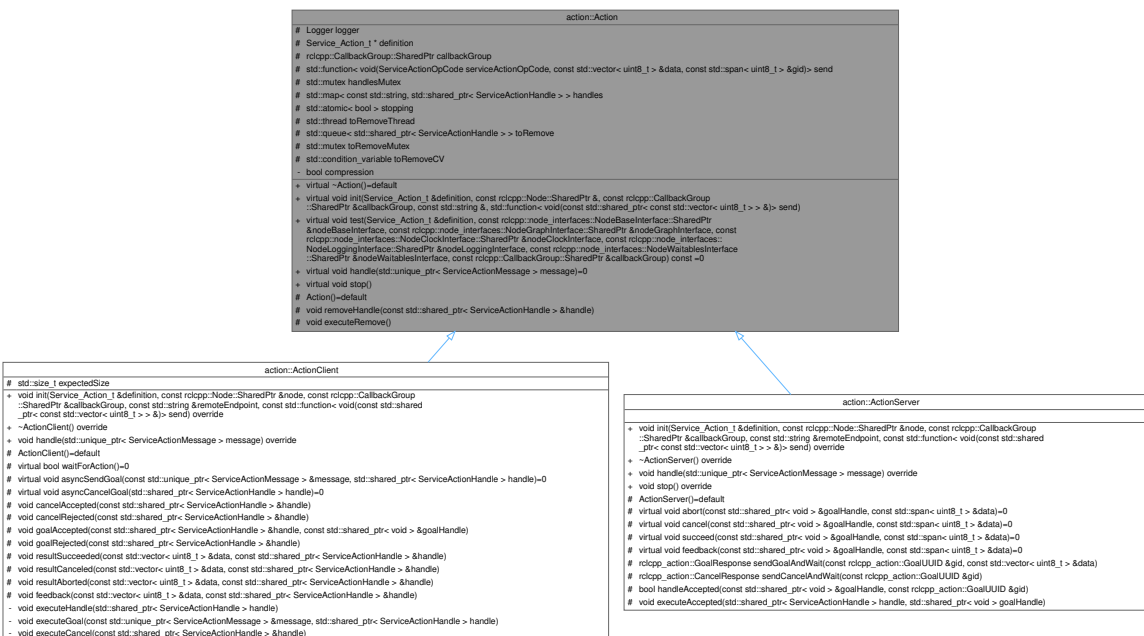 action::Action
# Logger logger
# Service_Action_t * definition
# rclcpp::CallbackGroup::SharedPtr callbackGroup
# std::function< void(ServiceActionOpCode serviceActionOpCode, const std::vector< uint8_t > &data, const std::span< uint8_t > &gid)> send
# std::mutex handlesMutex
# std::map< const std::string, std::shared_ptr< ServiceActionHandle > > handles
# std::atomic< bool > stopping
# std::thread toRemoveThread
# std::queue< std::shared_ptr< ServiceActionHandle > > toRemove
# std::mutex toRemoveMutex
# std::condition_variable toRemoveCV
- bool compression
+ virtual ~Action()=default
+ virtual void init(Service_Action_t &definition, const rclcpp::Node::SharedPtr &, const rclcpp::CallbackGroup
::SharedPtr &callbackGroup, const std::string &, std::function< void(const std::shared_ptr< const std::vector< uint8_t > > &)> send)
+ virtual void test(Service_Action_t &definition, const rclcpp::node_interfaces::NodeBaseInterface::SharedPtr
&nodeBaseInterface, const rclcpp::node_interfaces::NodeGraphInterface::SharedPtr &nodeGraphInterface, const
rclcpp::node_interfaces::NodeClockInterface::SharedPtr &nodeClockInterface, const rclcpp::node_interfaces::
NodeLoggingInterface::SharedPtr &nodeLoggingInterface, const rclcpp::node_interfaces::NodeWaitablesInterface
::SharedPtr &nodeWaitablesInterface, const rclcpp::CallbackGroup::SharedPtr &callbackGroup) const =0
+ virtual void handle(std::unique_ptr< ServiceActionMessage > message)=0
+ virtual void stop()
# Action()=default
# void removeHandle(const std::shared_ptr< ServiceActionHandle > &handle)
# void executeRemove()
action::ActionClient
# std::size_t expectedSize
+ void init(Service_Action_t &definition, const rclcpp::Node::SharedPtr &node, const rclcpp::CallbackGroup
::SharedPtr &callbackGroup, const std::string &remoteEndpoint, const std::function< void(const std::shared
_ptr< const std::vector< uint8_t > > &)> send) override
+ ~ActionClient() override
+ void handle(std::unique_ptr< ServiceActionMessage > message) override
# ActionClient()=default
# virtual bool waitForAction()=0
# virtual void asyncSendGoal(const std::unique_ptr< ServiceActionMessage > &message, std::shared_ptr< ServiceActionHandle > handle)=0
# virtual void asyncCancelGoal(std::shared_ptr< ServiceActionHandle > handle)=0
# void cancelAccepted(const std::shared_ptr< ServiceActionHandle > &handle)
# void cancelRejected(const std::shared_ptr< ServiceActionHandle > &handle)
# void goalAccepted(const std::shared_ptr< ServiceActionHandle > &handle, const std::shared_ptr< void > &goalHandle)
# void goalRejected(const std::shared_ptr< ServiceActionHandle > &handle)
# void resultSucceeded(const std::vector< uint8_t > &data, const std::shared_ptr< ServiceActionHandle > &handle)
# void resultCanceled(const std::vector< uint8_t > &data, const std::shared_ptr< ServiceActionHandle > &handle)
# void resultAborted(const std::vector< uint8_t > &data, const std::shared_ptr< ServiceActionHandle > &handle)
# void feedback(const std::vector< uint8_t > &data, const std::shared_ptr< ServiceActionHandle > &handle)
- void executeHandle(std::shared_ptr< ServiceActionHandle > handle)
- void executeGoal(const std::unique_ptr< ServiceActionMessage > &message, std::shared_ptr< ServiceActionHandle > handle)
- void executeCancel(const std::shared_ptr< ServiceActionHandle > &handle)
action::ActionServer
+ void init(Service_Action_t &definition, const rclcpp::Node::SharedPtr &node, const rclcpp::CallbackGroup
::SharedPtr &callbackGroup, const std::string &remoteEndpoint, const std::function< void(const std::shared
_ptr< const std::vector< uint8_t > > &)> send) override
+ ~ActionServer() override
+ void handle(std::unique_ptr< ServiceActionMessage > message) override
+ void stop() override
# ActionServer()=default
# virtual void abort(const std::shared_ptr< void > &goalHandle, const std::span< uint8_t > &data)=0
# virtual void cancel(const std::shared_ptr< void > &goalHandle, const std::span< uint8_t > &data)=0
# virtual void succeed(const std::shared_ptr< void > &goalHandle, const std::span< uint8_t > &data)=0
# virtual void feedback(const std::shared_ptr< void > &goalHandle, const std::span< uint8_t > &data)=0
# rclcpp_action::GoalResponse sendGoalAndWait(const rclcpp_action::GoalUUID &gid, const std::vector< uint8_t > &data)
# rclcpp_action::CancelResponse sendCancelAndWait(const rclcpp_action::GoalUUID &gid)
# bool handleAccepted(const std::shared_ptr< void > &goalHandle, const rclcpp_action::GoalUUID &gid)
# void executeAccepted(std::shared_ptr< ServiceActionHandle > handle, std::shared_ptr< void > goalHandle)